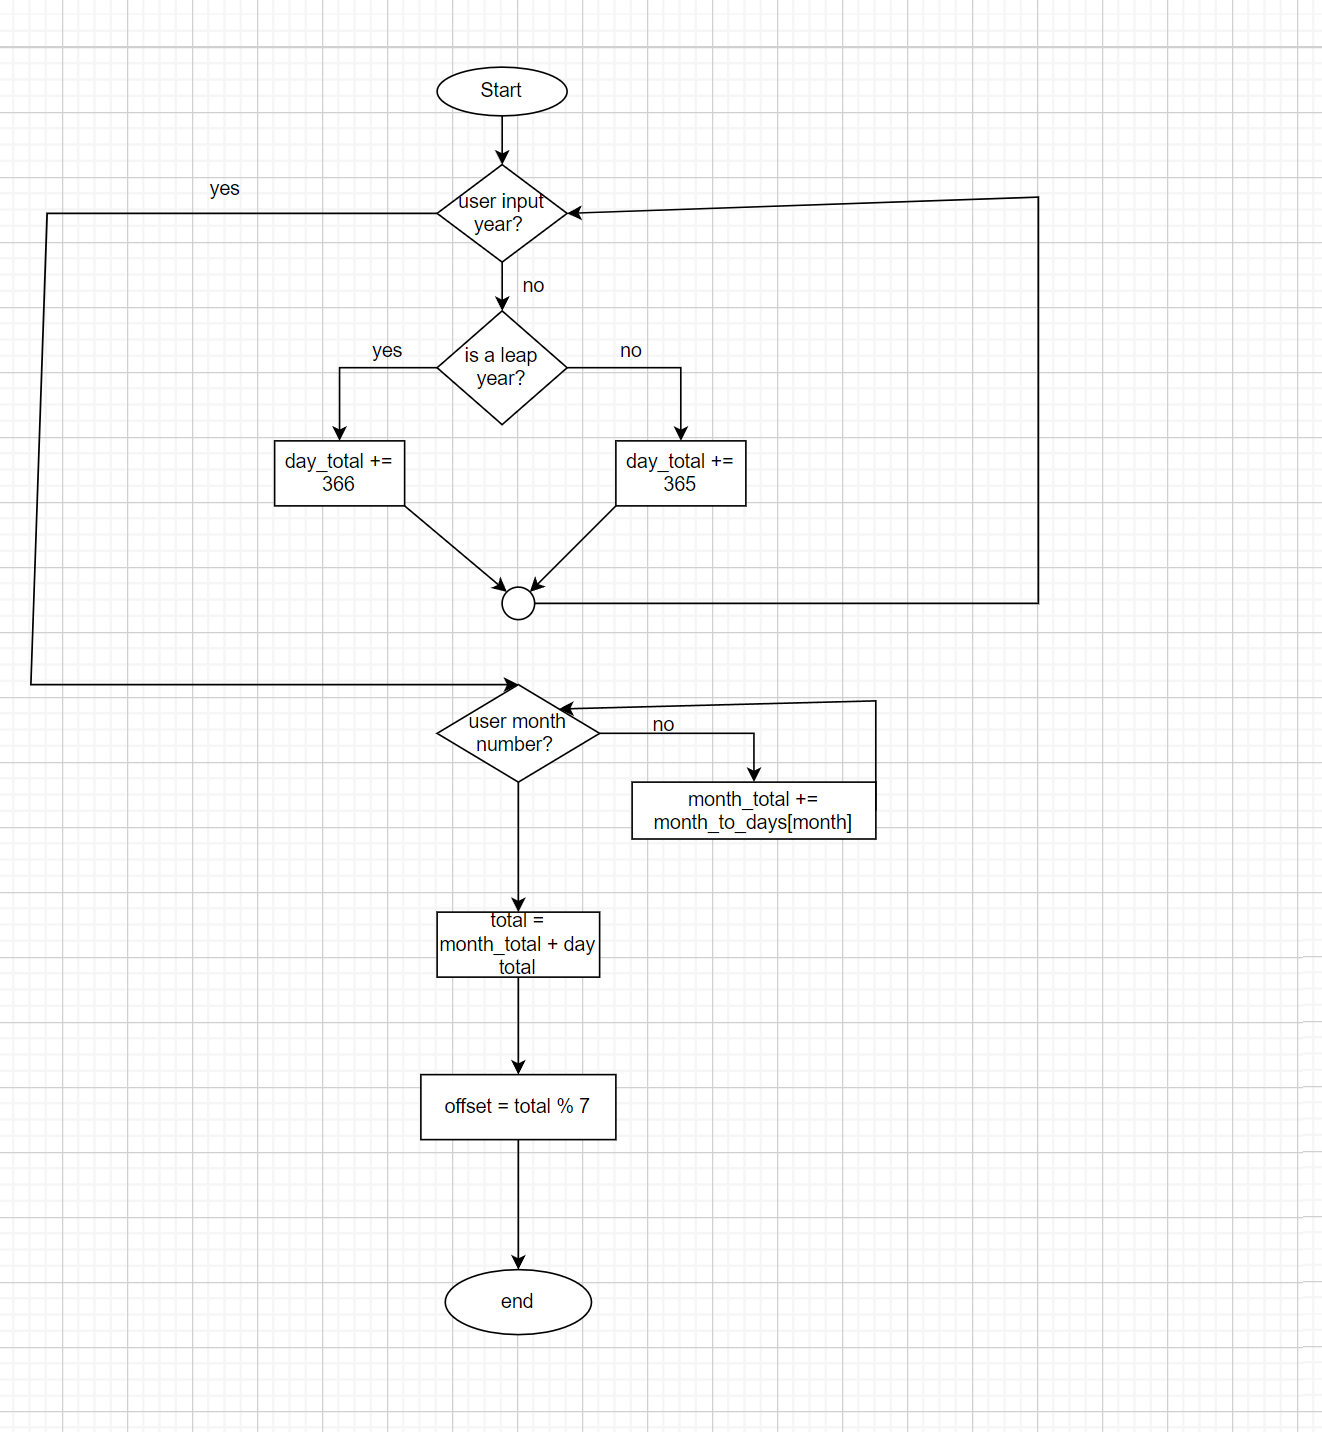 Start
yes
user input
year?
no
yes
is a leap
year?
no
day_total +=
366
day_total +=
365
user month
number?
no
month_total +=
month_to_days[month]
total =
month_total + day
total
offset = total % 7
end